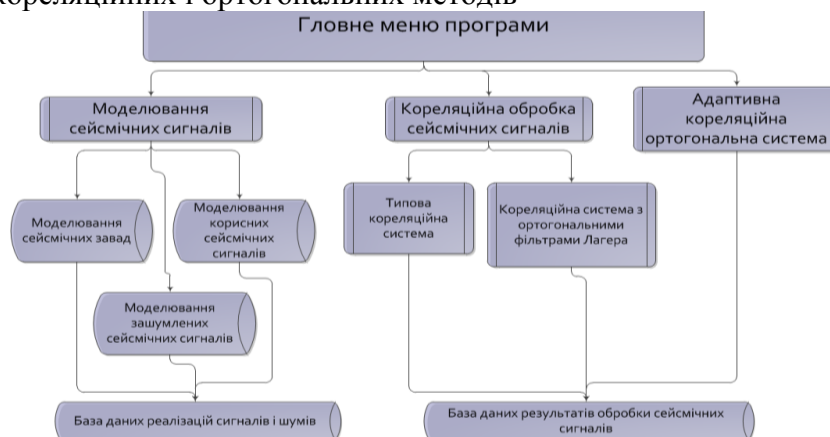 кореляційних і ортогональних методів
Гловне меню програми
Моделювання
сейсмічних сигналів
Кореляційна обробка
сейсмічних сигналів
Адаптивна
кореляційна
ортогональна система
Моделювання
сейсмічних завад
Моделювання
корисних
сейсмічних
сигналів
Типова
кореляційна
система
Кореляційна система з
ортогональними
фільтрами Лагера
Моделювання
зашумлених
сейсмічних сигналів
База даних реалізацій сигналів і шумів
База даних результатів обробки сейсмічних
сигналів